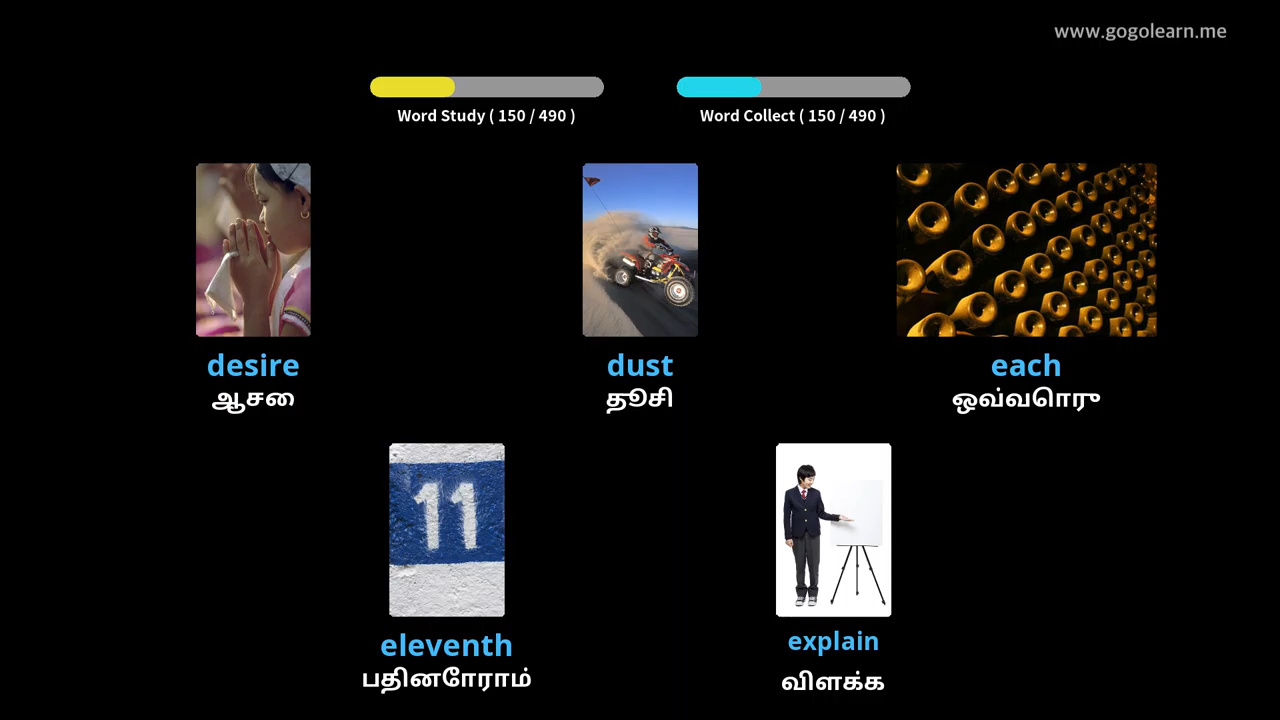 www.gogolearn.me
Word Study ( 150 / 490 )
Word Collect ( 150 / 490 )
desire
ஆசை
dust
தூசி
each
ஒவ்வொரு
11
eleventh
பதினோராம்
explain
விளக்க